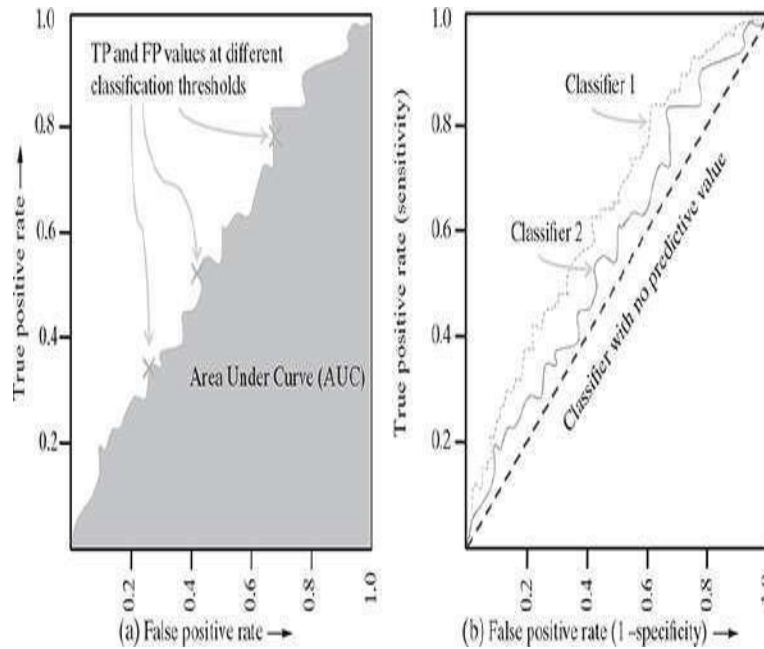 1.0
0.8
0.6
0.4
0.2
True positive rate
TP and FP values at different
classification thresholds
Area Under Curve (AUC)
0.2
0.4
0.6
0.8
1.0
(a) False positive rate
1.0
0.8
0.6
0.4
0.2
True positive rate (sensitivity)
Classifier 1
Classifier 2
Classifier with no predictive value
0.2
0.4
0.6
0.8
1.0
(b) False positive rate (1–specificity)